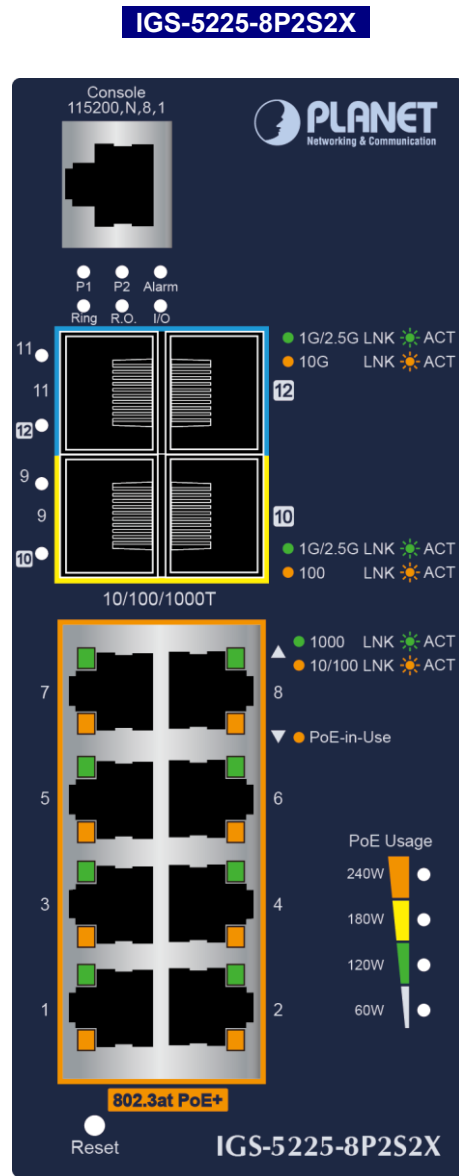 IGS-5225-8P2S2X
Console
115200,N,8,1
PLANET
Networking & Communication
P1 P2 Alarm
Ring R.O. I/O
11
11
12
12
1G/2.5G LNK ACT
10G LNK ACT
9
9
10
10
1G/2.5G LNK ACT
100 LNK ACT
10/100/1000T
1000 LNK ACT
10/100 LNK ACT
7 8
PoE-in-Use
5 6
PoE Usage
240W
3 4
180W
120W
1 2
60W
802.3at PoE+
Reset
IGS-5225-8P2S2X